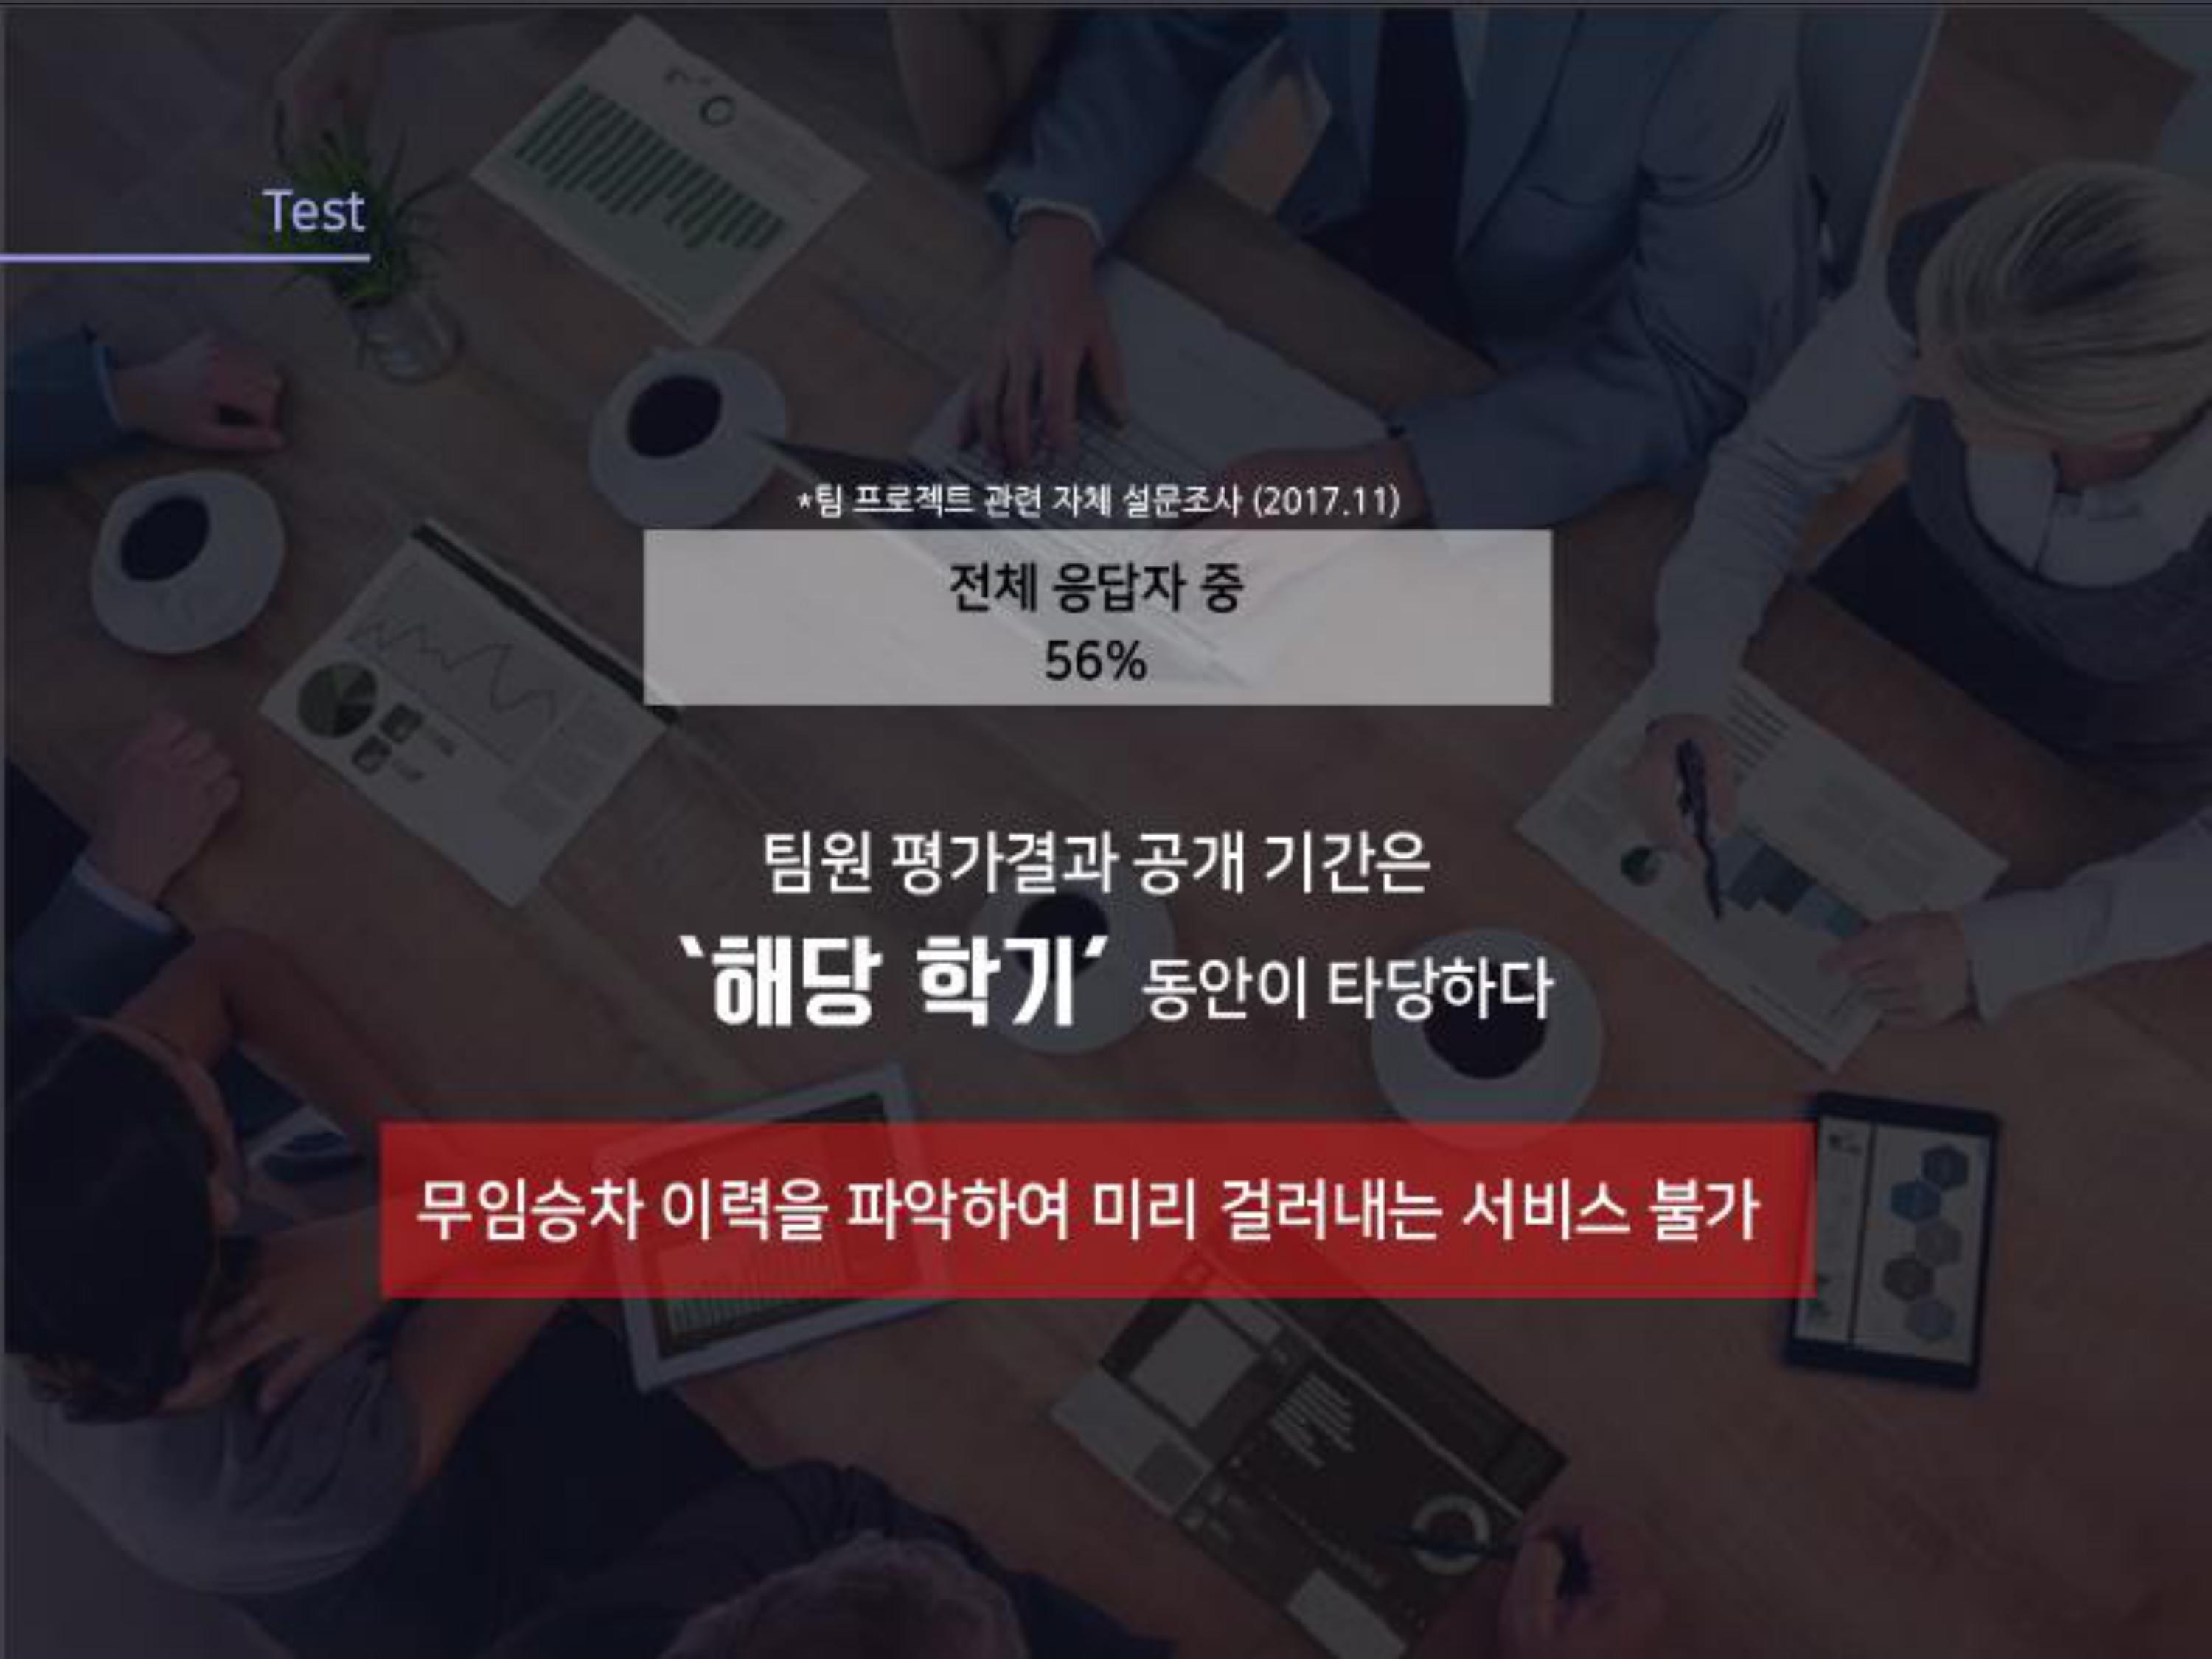 Test
*팀 프로젝트 관련 자체 설문조사 (2017.11)
전체 응답자 중
56%
팀원 평가결과 공개 기간은
‘해당 학기’ 동안이 타당하다
무임승차 이력을 파악하여 미리 걸러내는 서비스 불가